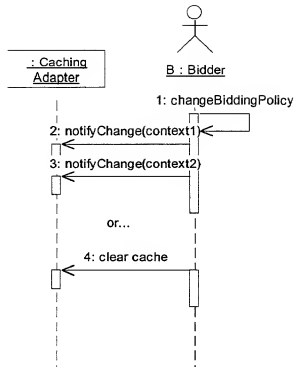 : Caching
Adapter
B : Bidder
1: changeBiddingPolicy
2: notifyChange(context1)
3: notifyChange(context2)
or...
4: clear cache